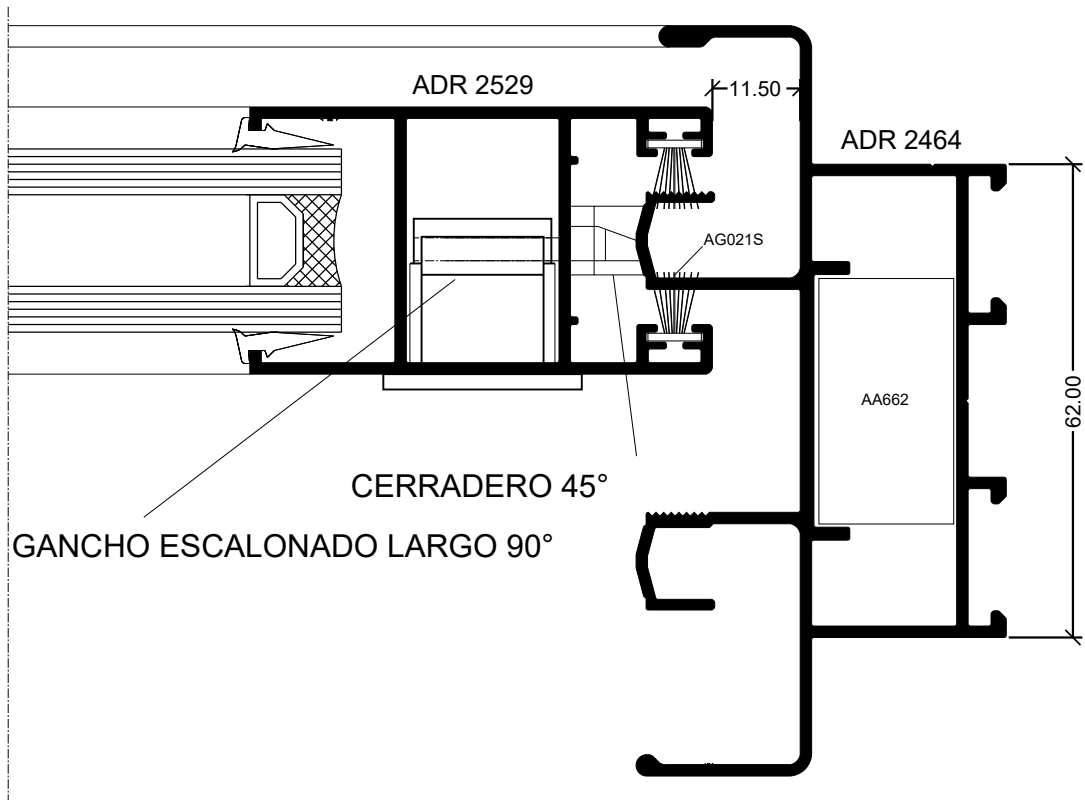 ADR 2529
11.50
ADR 2464
AG021S
AA662
62.00
CERRADERO 45°
GANCHO ESCALONADO LARGO 90°